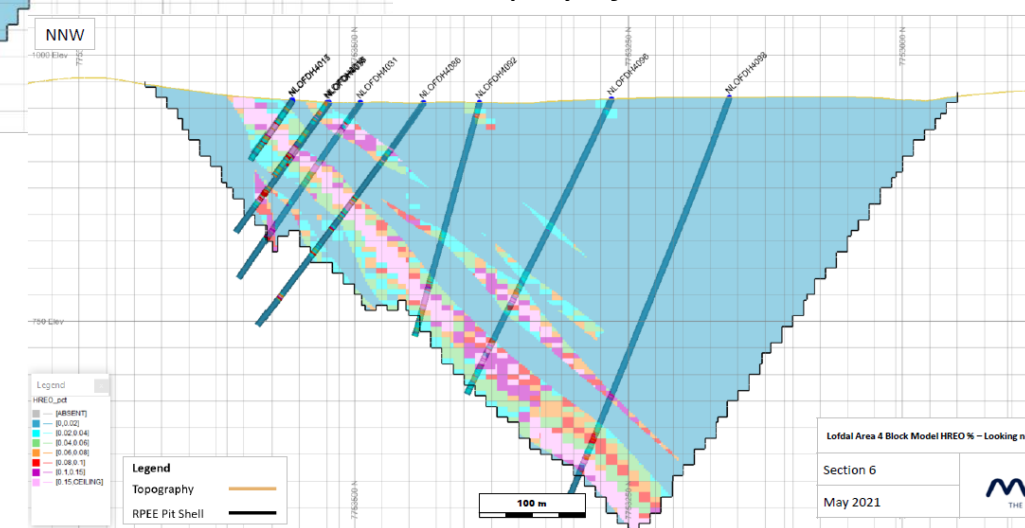 NNW
1000 Elev
NLOFDH4031
NLOFDH4086
NLOFDH4092
NLOFDH4096
NLOFDH4093
750 Elev
Legend
HREO_pct
[ABSENT]
[0,0.02]
[0.02,0.04]
[0.04,0.06]
[0.06,0.08]
[0.08,0.1]
[0.1,0.15]
[0.15,CEILING]
Legend
Topography
RPEE Pit Shell
100 m
Lofdal Area 4 Block Model HREO % – Looking n
Section 6
May 2021
THE